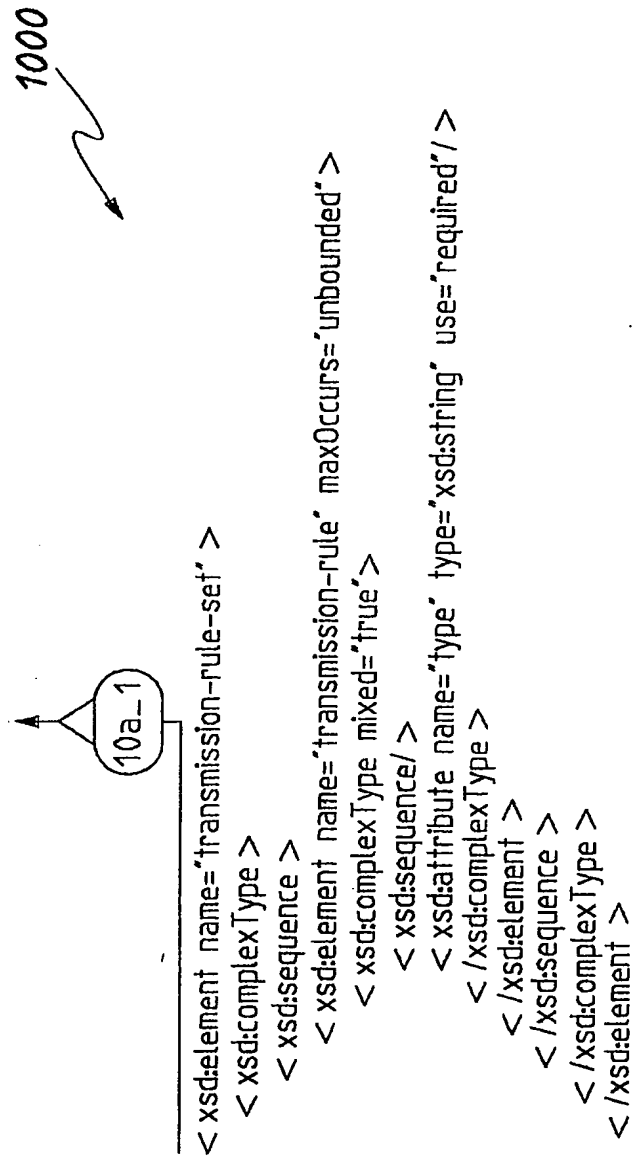 1000
10a_1
< xsd:element name="transmission-rule-set" >
< xsd:complexType >
< xsd:sequence >
< xsd:element name="transmission-rule" maxOccurs="unbounded" >
< xsd:complexType mixed="true">
< xsd:sequence/ >
< xsd:attribute name="type" type="xsd:string" use="required"/ >
< /xsd:complexType >
< /xsd:element >
< /xsd:sequence >
< /xsd:complexType >
< /xsd:element >